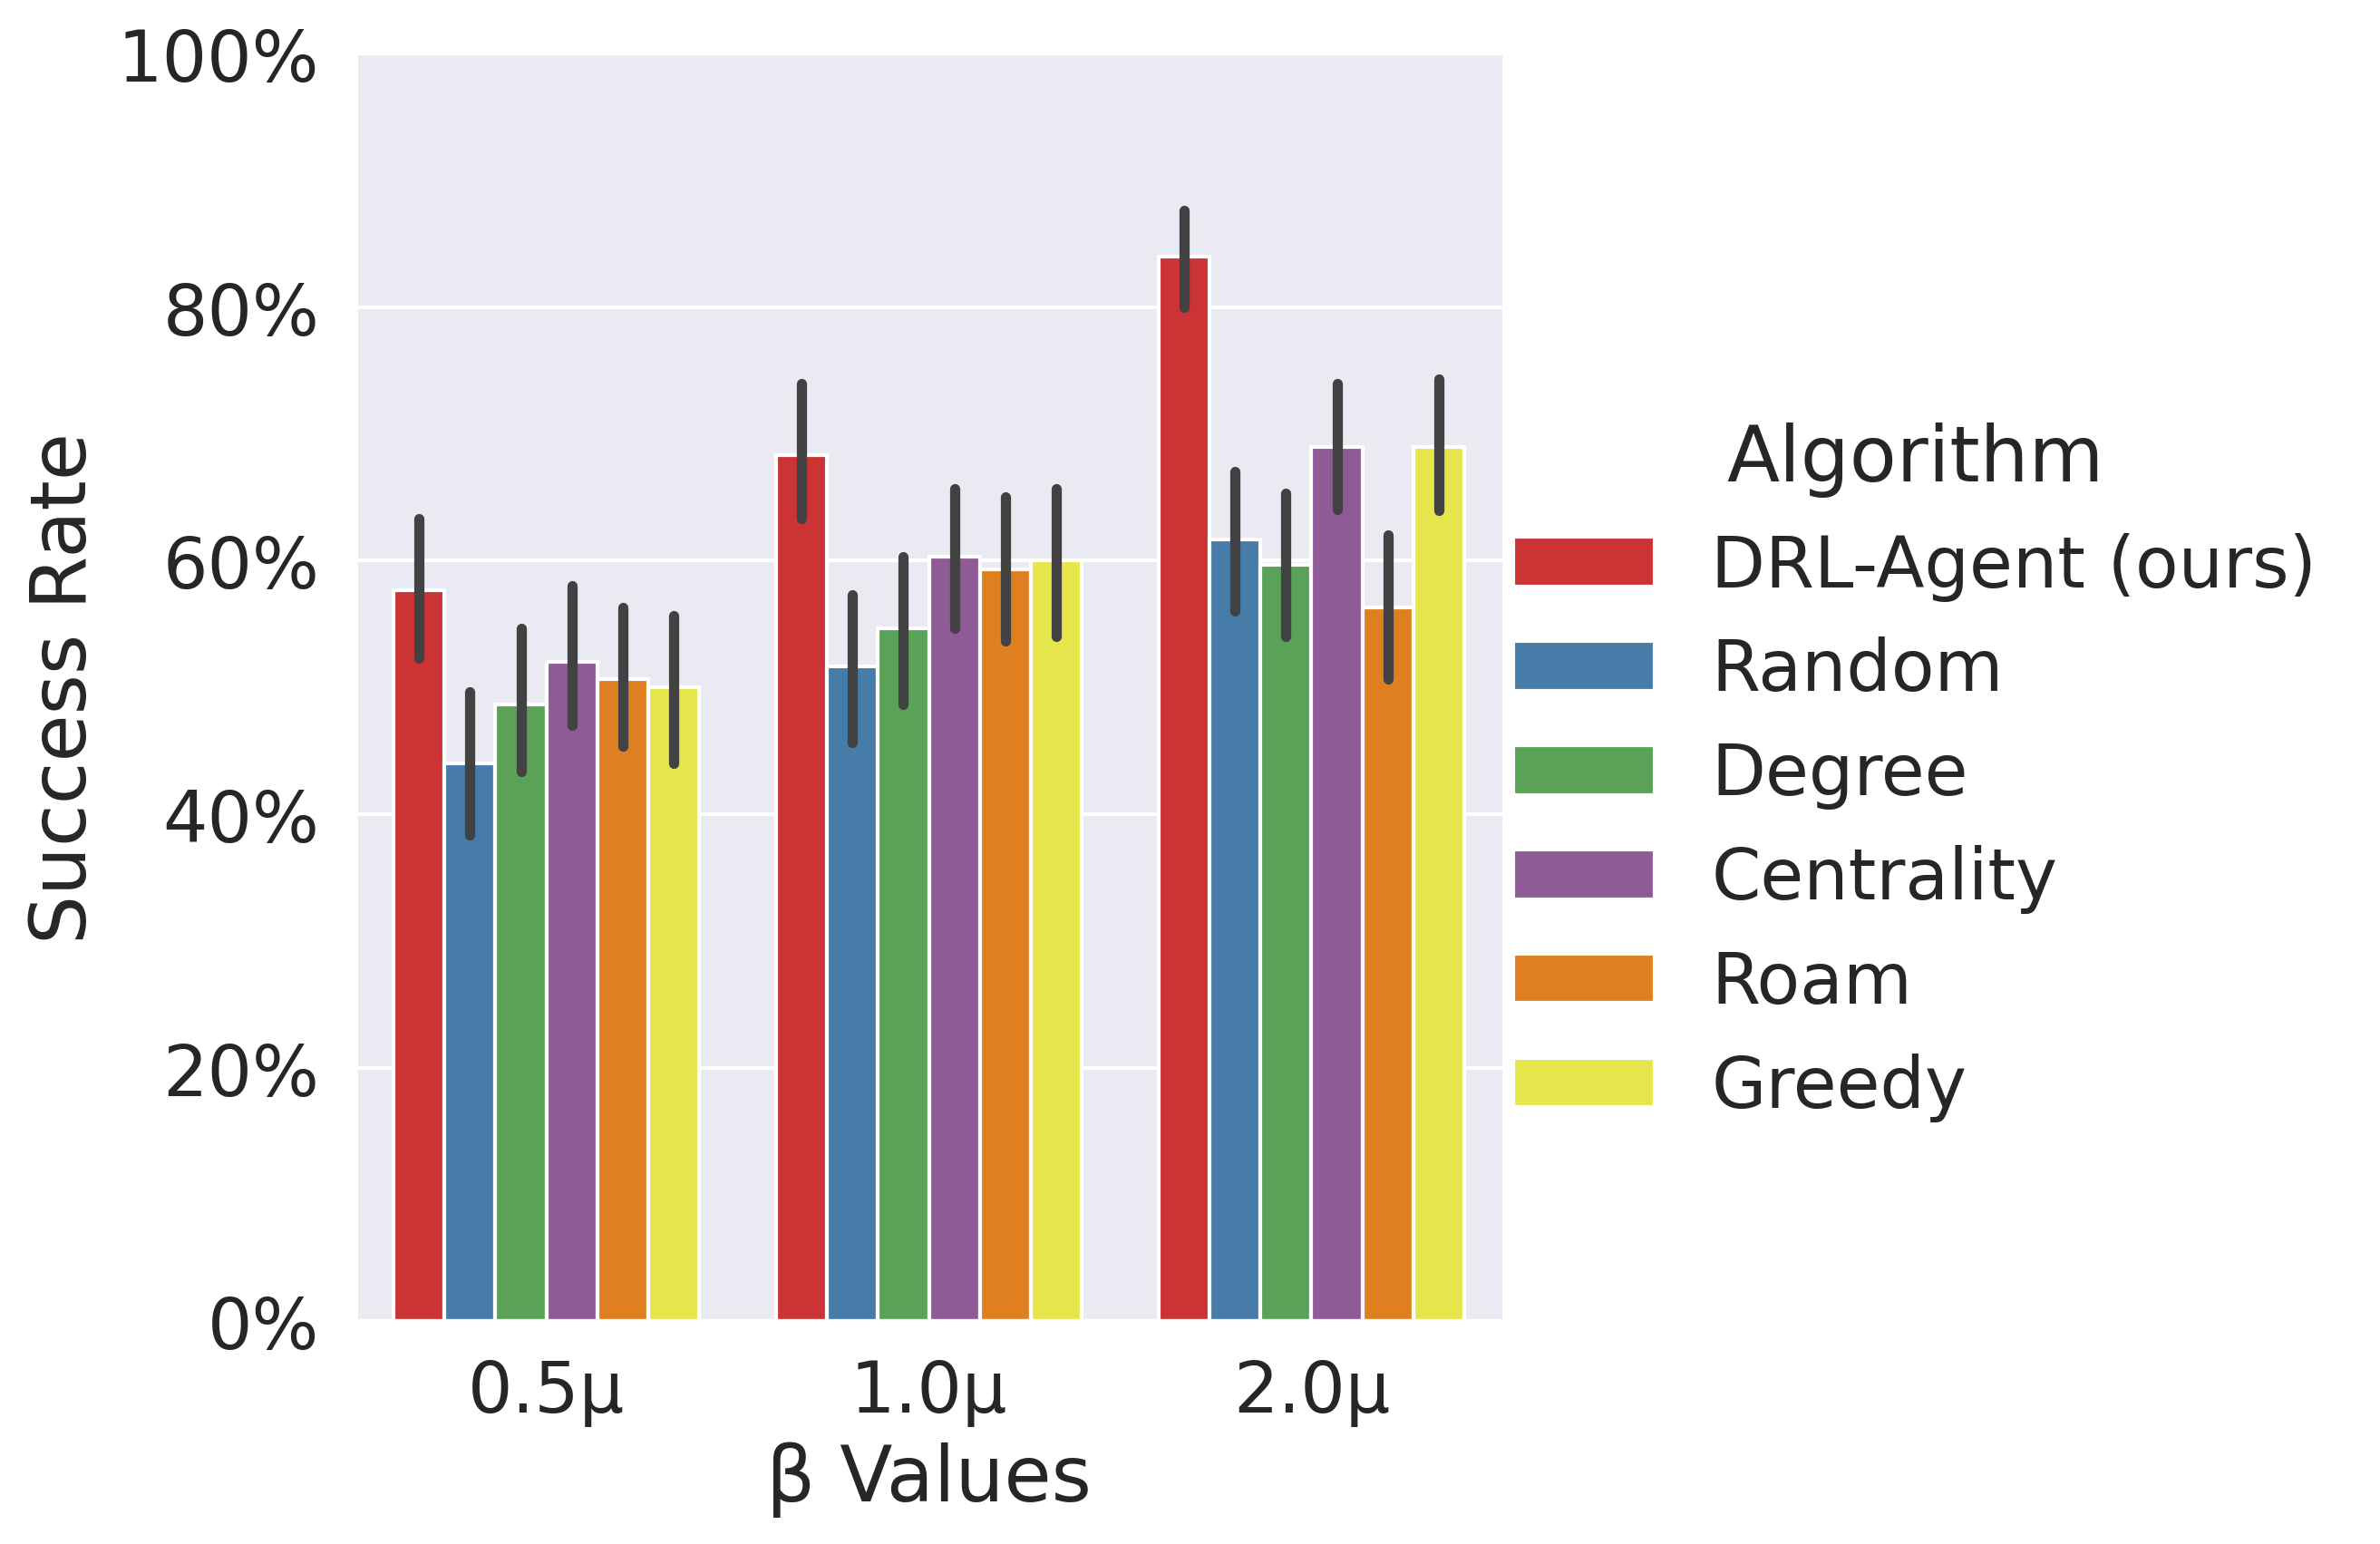 100%
80%
60%
40%
20%
0%
Success Rate
0.5µ
1.0µ
2.0µ
β Values
Algorithm
DRL-Agent (ours)
Random
Degree
Centrality
Roam
Greedy